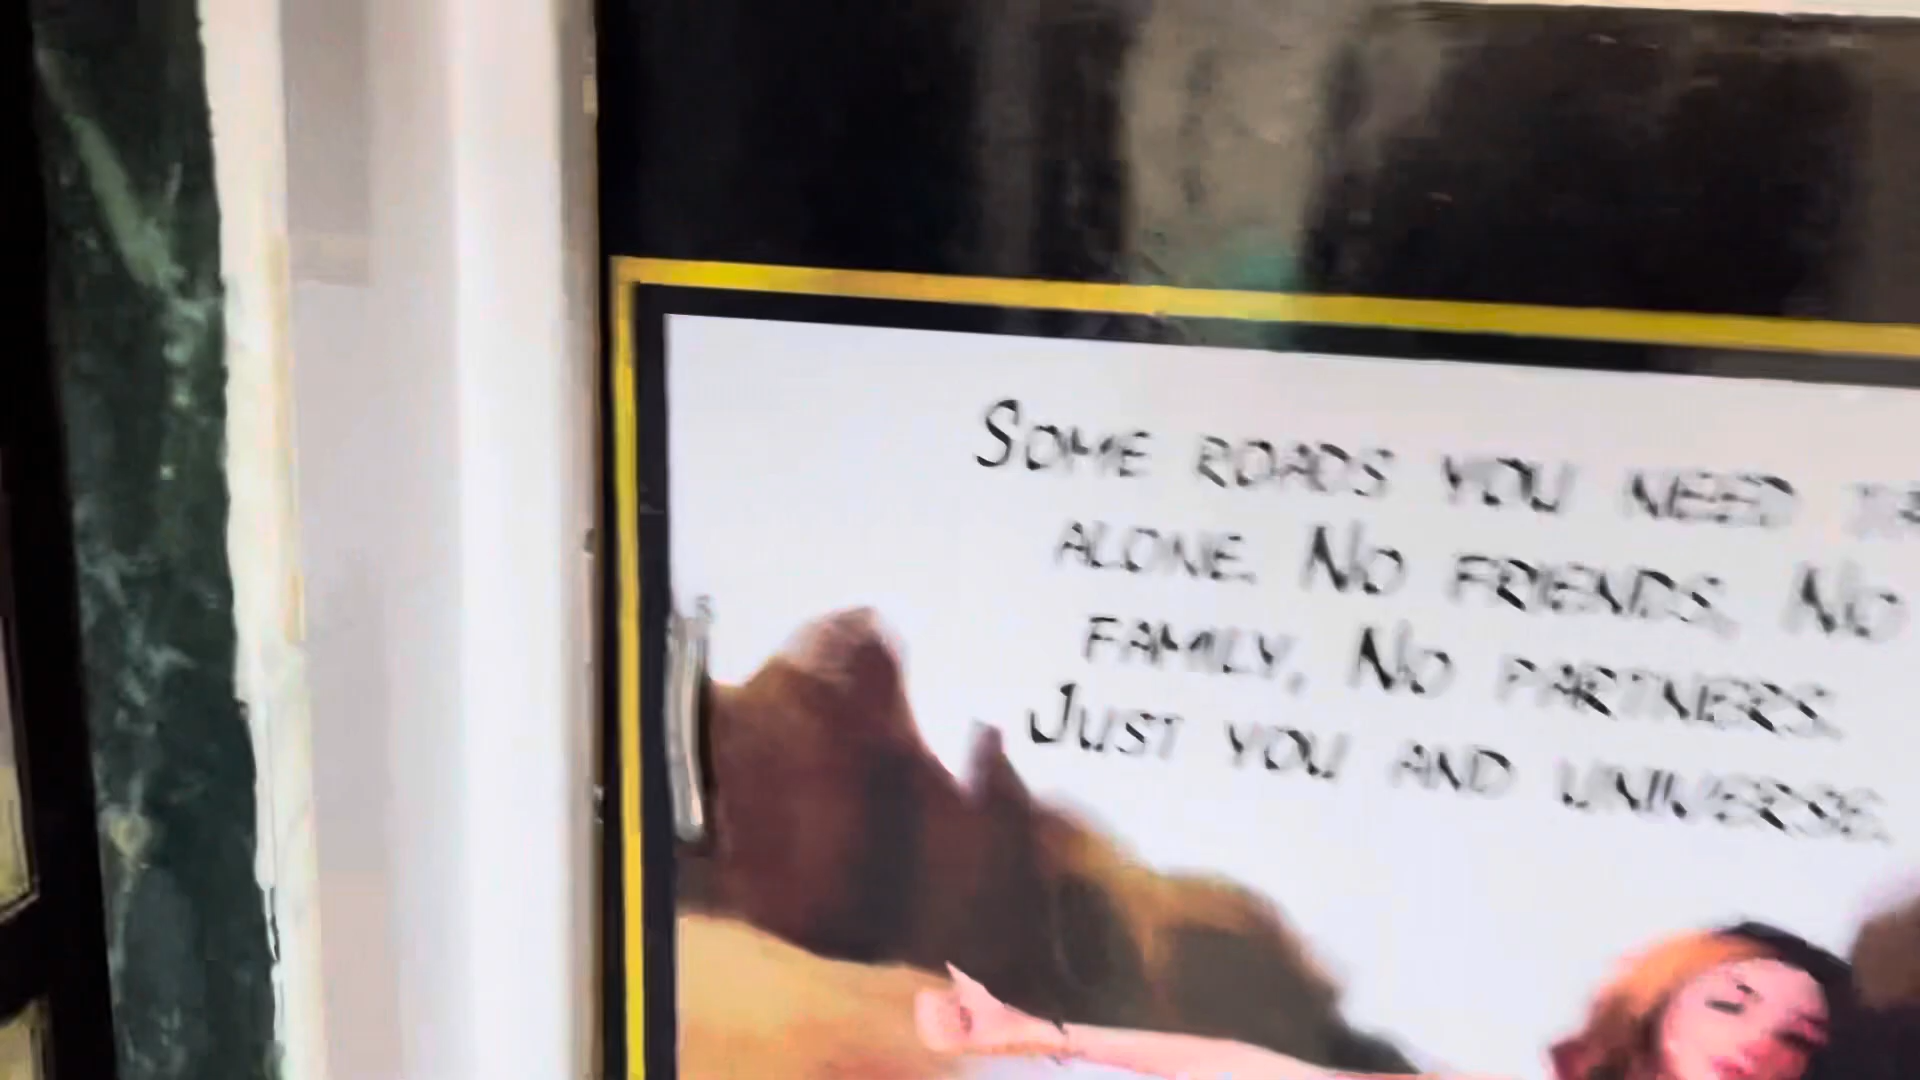 SOME ROADS YOU NEED
ALONE. NO FRIENDS, NO
FAMILY, NO PARTNERS.
JUST YOU AND UNIVERSE.